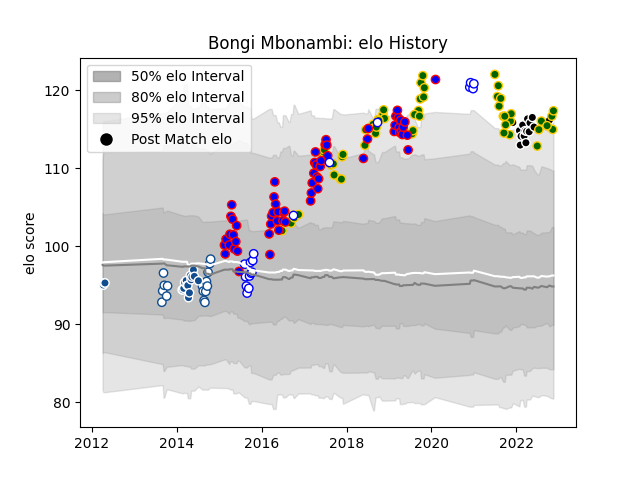 Bongi Mbonambi: elo History
50% elo Interval
80% elo Interval
95% elo Interval
Post Match elo
elo score
120
110
100
90
80
2012
2014
2016
2018
2020
2022